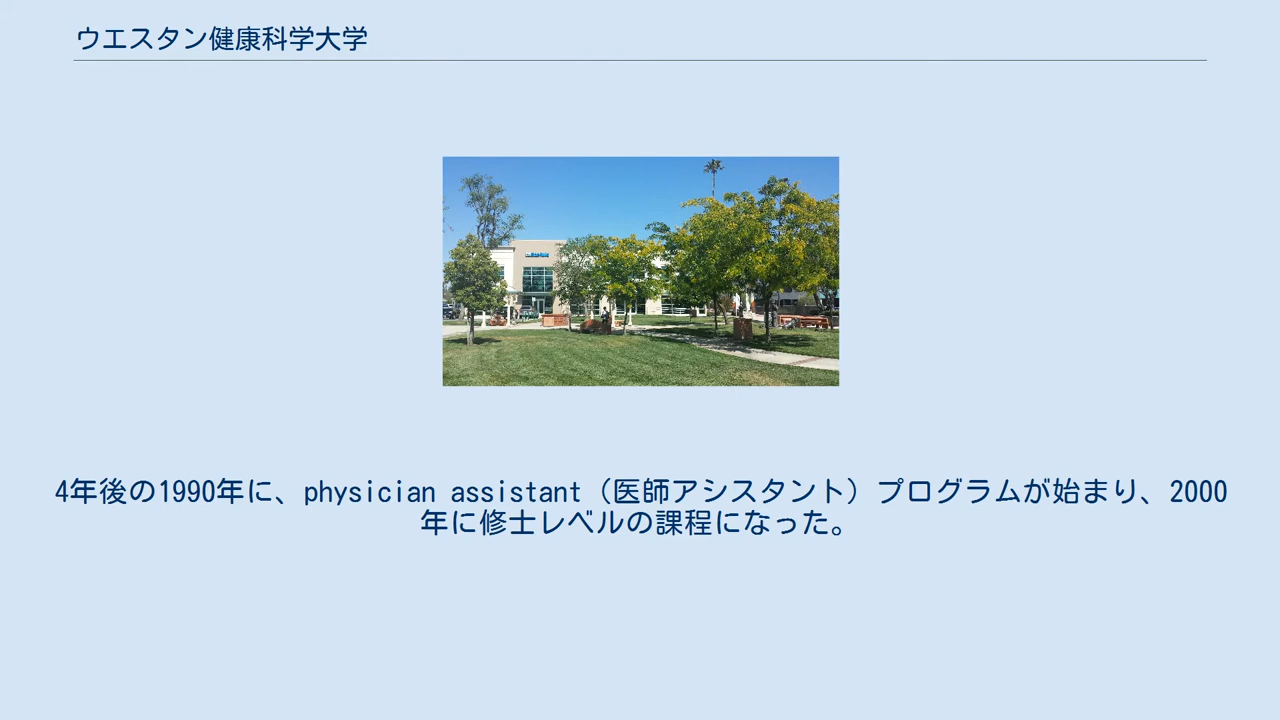 ウエスタン健康科学大学
4年後の1990年に、physician assistant（医師アシスタント）プログラムが始まり、2000
年に修士レベルの課程になった。